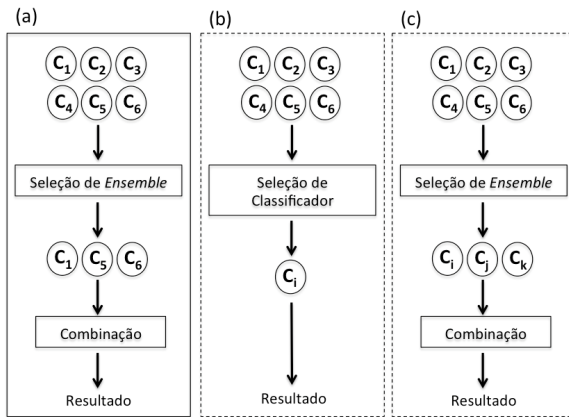 (a)
C1 C2 C3
C4 C5 C6
Seleção de Ensemble
C1 C5 C6
Combinação
Resultado
(b)
C1 C2 C3
C4 C5 C6
Seleção de
Classificador
Ci
Resultado
(c)
C1 C2 C3
C4 C5 C6
Seleção de Ensemble
Ci Cj Ck
Combinação
Resultado